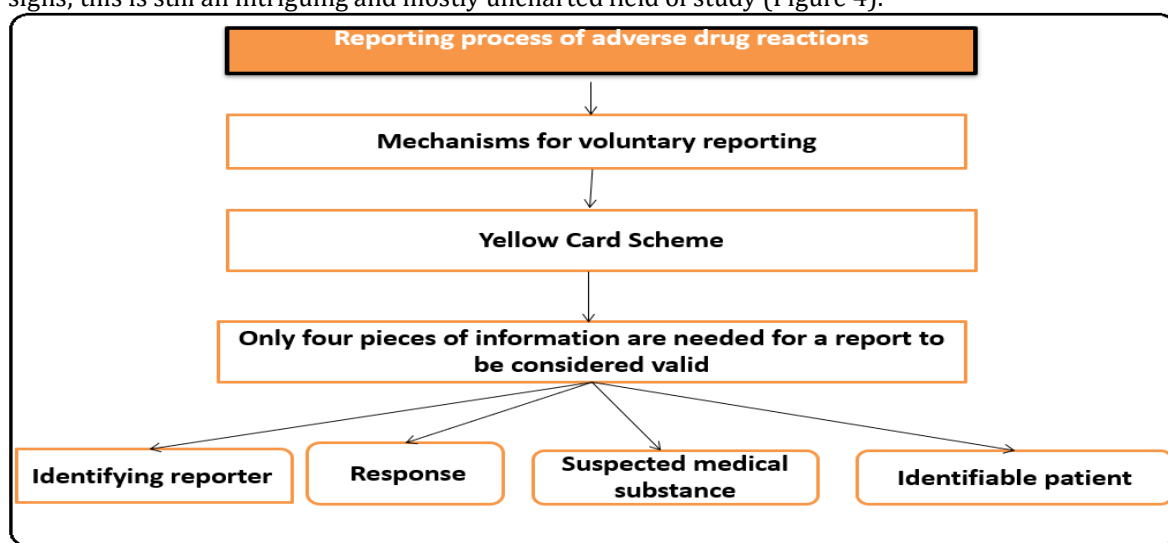 signs, this is still an intriguing and mostly uncharted field of study (Figure 4).
Reporting process of adverse drug reactions
Mechanisms for voluntary reporting
Yellow Card Scheme
Only four pieces of information are needed for a report to
be considered valid
Identifying reporter
Response
Suspected medical
substance
Identifiable patient